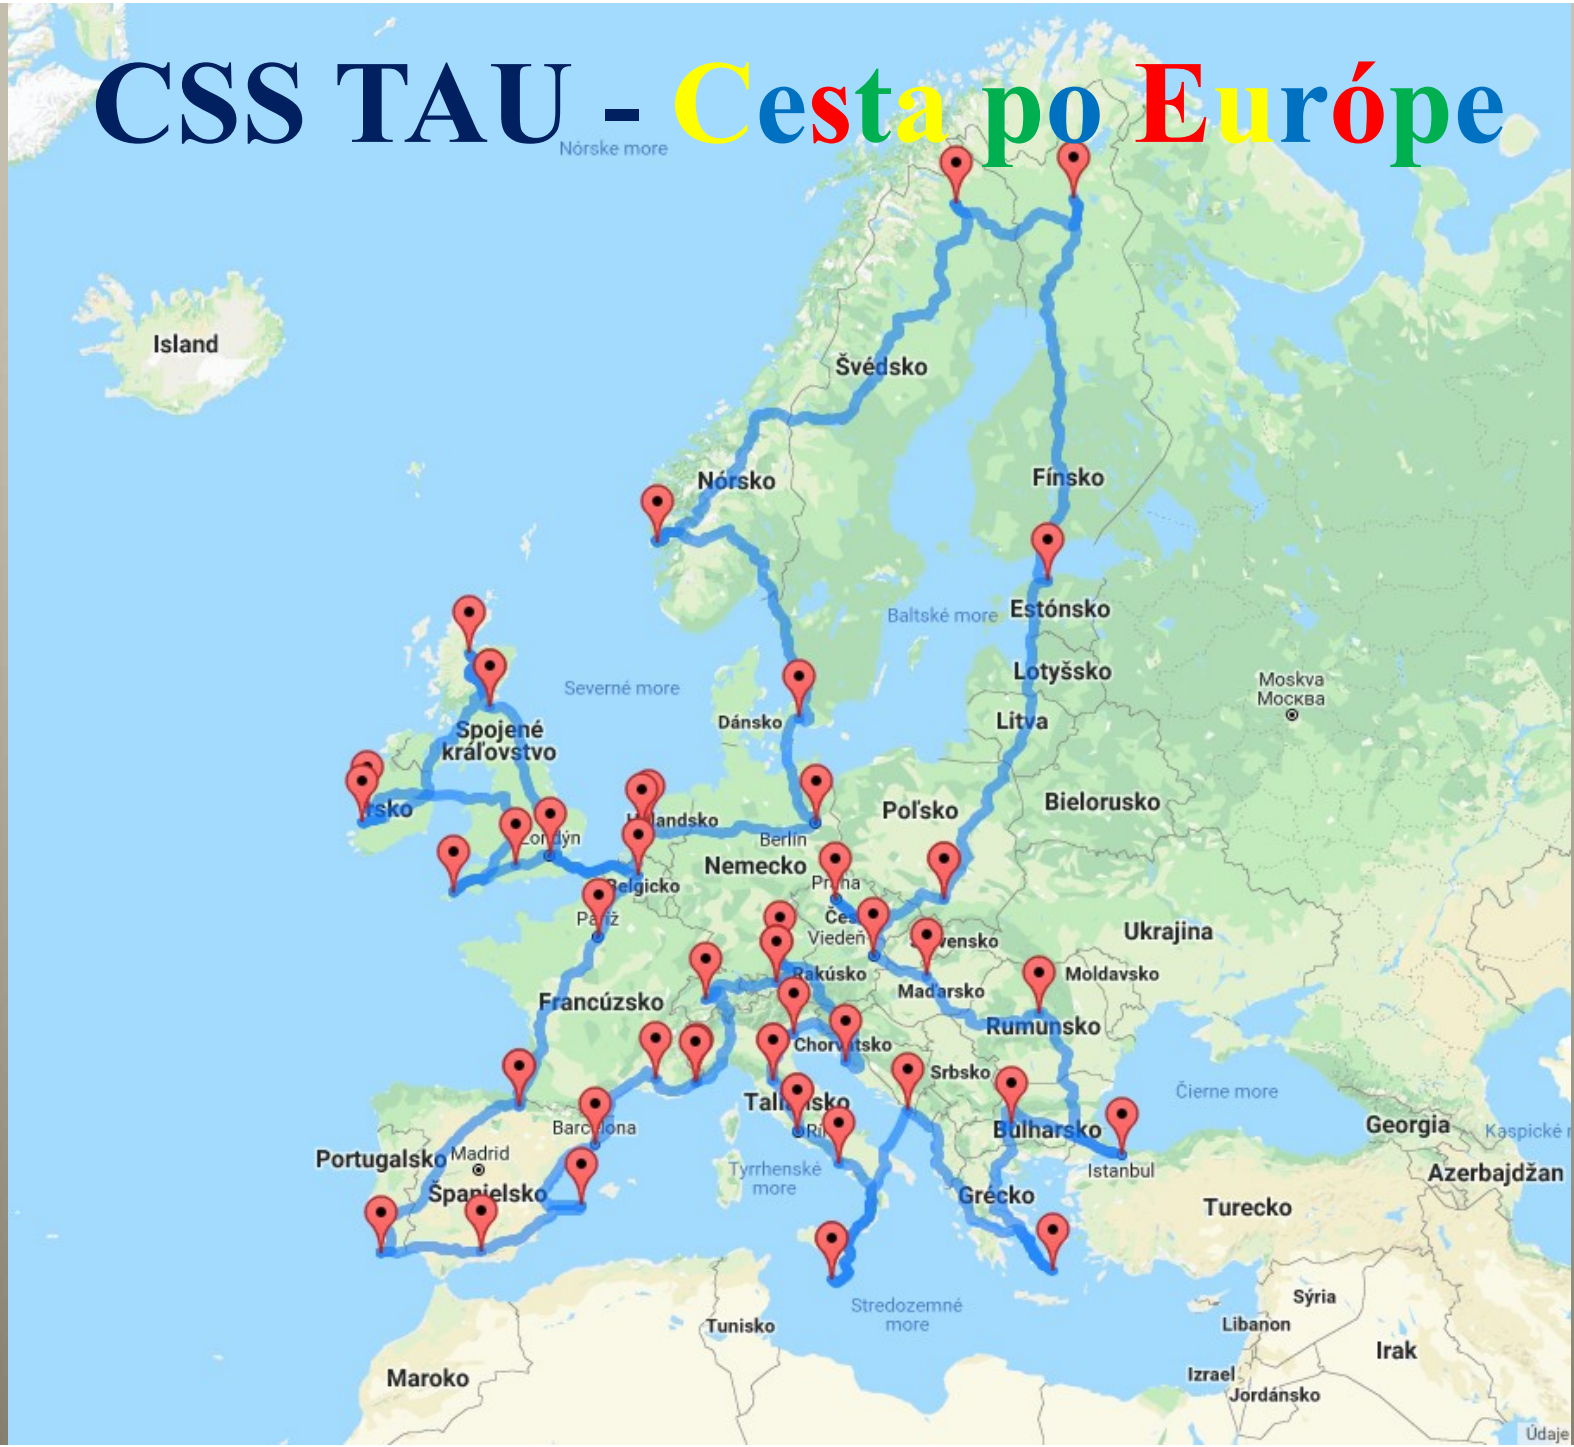 CSS TAU - Cesta po Európe
Nórske more
Island
Švédsko
Nórsko
Fínsko
Baltské more
Estónsko
Lotyšsko
Severné more
Moskva
Москва
Dánsko
Litva
Spojené
kráľovstvo
Bielorusko
Poľsko
Berlín
Nemecko
Belgicko
Viedeň
Ukrajina
Rakúsko
Moldavsko
Maďarsko
Francúzsko
Rumunsko
Srbsko
Čierne more
Georgia
Kaspické
Bulharsko
Portugalsko
Madrid
Istanbul
Tyrrhenské
more
Azerbajdžan
Španielsko
Grécko
Turecko
Sýria
Stredozemné
more
Tunisko
Libanon
Irak
Maroko
Izrael
Jordánsko
Údaje